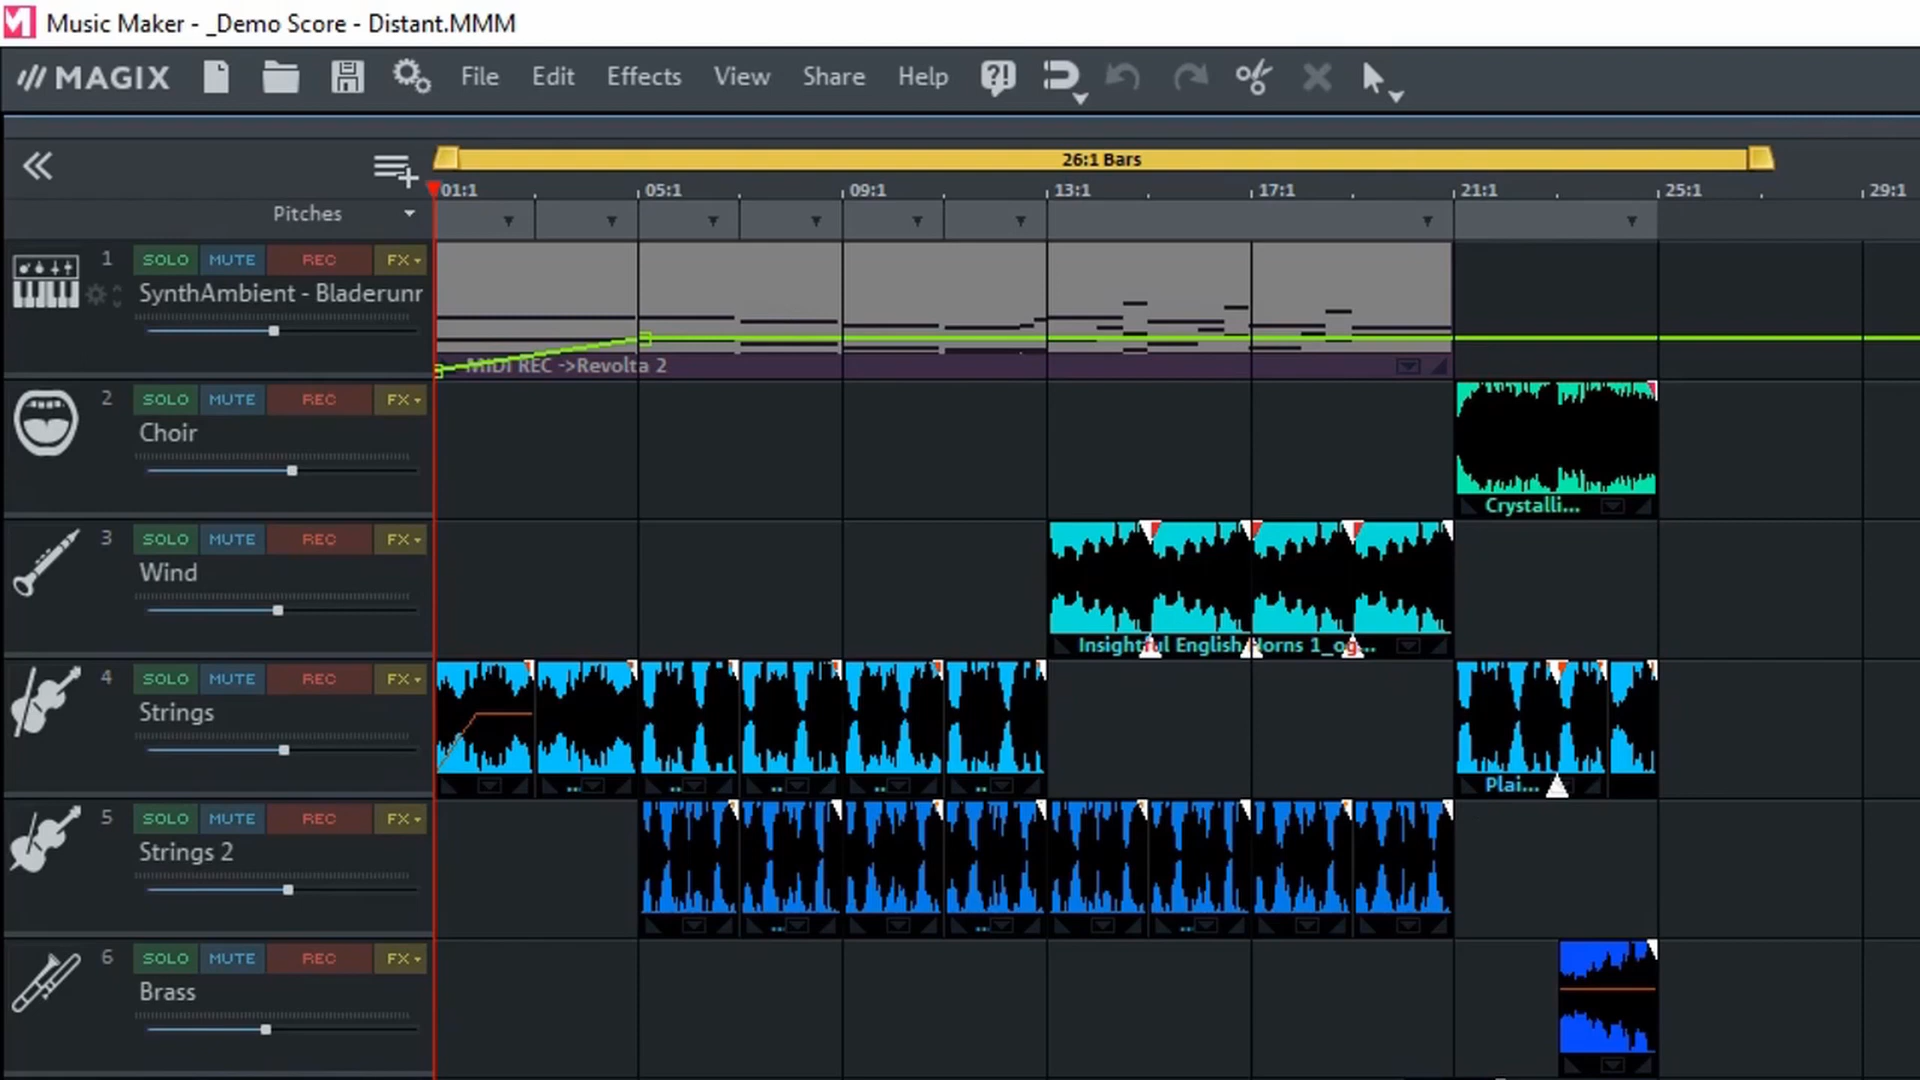 Music Maker - _Demo Score - Distant.MMM
MAGIX File Edit Effects View Share Help
26:1 Bars
01:1 05:1 09:1 13:1 17:1 21:1 25:1 29:1
Pitches
1 SOLO MUTE REC FX
SynthAmbient - Bladerunr
MIDI REC ->Revolta 2
2 SOLO MUTE REC FX
Choir
Crystalli...
3 SOLO MUTE REC FX
Wind
Insightful English Horns 1_og...
4 SOLO MUTE REC FX
Strings
.. .. .. .. ..
Plai...
5 SOLO MUTE REC FX
Strings 2
.. .. ..
6 SOLO MUTE REC FX
Brass